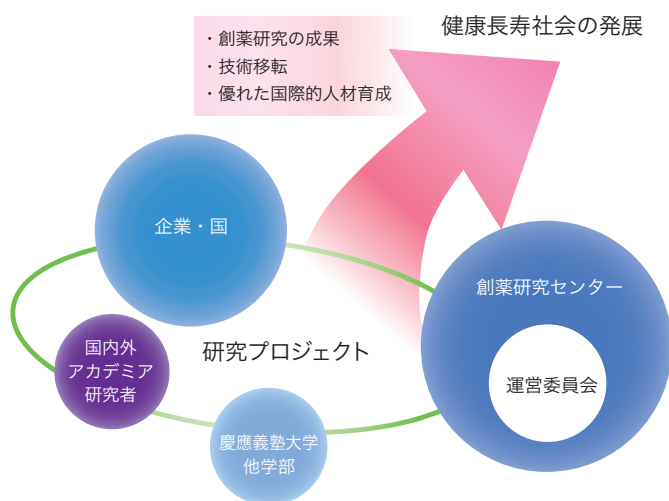 健康長寿社会の発展
・創薬研究の成果
・技術移転
・優れた国際的人材育成
企業・国
創薬研究センター
運営委員会
研究プロジェクト
国内外
アカデミア
研究者
慶應義塾大学
他学部